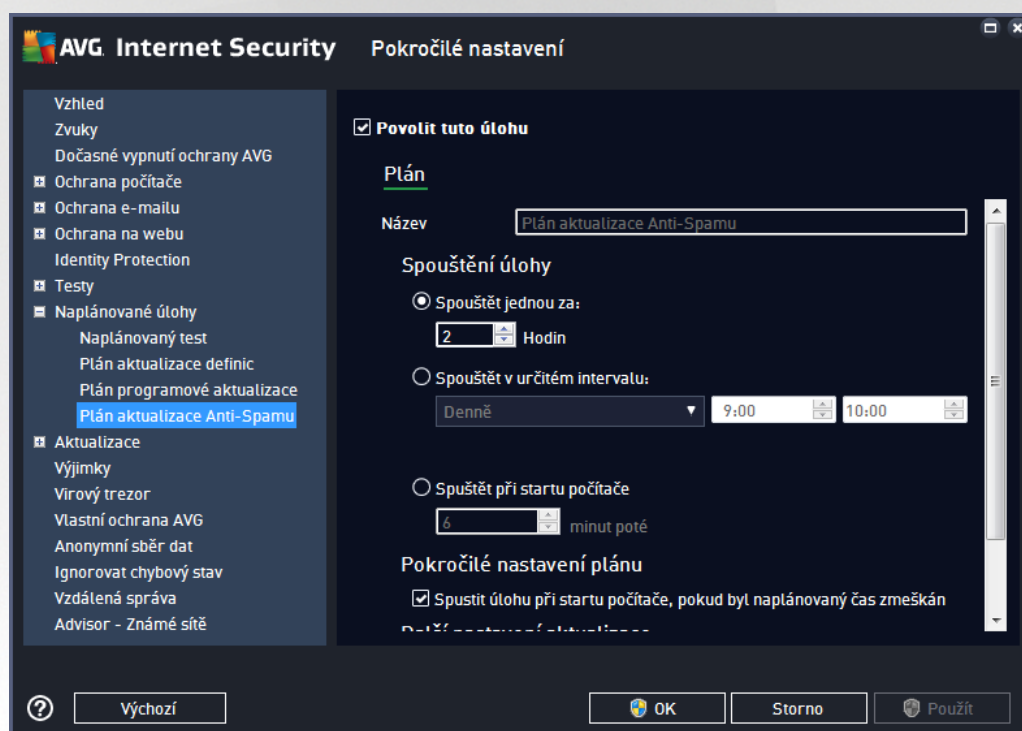 AVG. Internet Security Pokročilé nastavení
Vzhled
Zvuky
Dočasné vypnutí ochrany AVG
Ochrana počítače
Ochrana e-mailu
Ochrana na webu
Identity Protection
Testy
Naplánované úlohy
Naplánovaný test
Plán aktualizace definic
Plán programové aktualizace
Plán aktualizace Anti-Spamu
Aktualizace
Výjimky
Virový trezor
Vlastní ochrana AVG
Anonymní sběr dat
Ignorovat chybový stav
Vzdálená správa
Advisor - Známé sítě
Povolit tuto úlohu
Plán
Název Plán aktualizace Anti-Spamu
Spouštění úlohy
Spouštět jednou za:
2 Hodin
Spouštět v určitém intervalu:
Denně 9:00 10:00
Spuštět při startu počítače
6 minut poté
Pokročilé nastavení plánu
Spustit úlohu při startu počítače, pokud byl naplánovaný čas zmeškán
Další nastavení aktualizace
? Výchozí OK Storno Použít